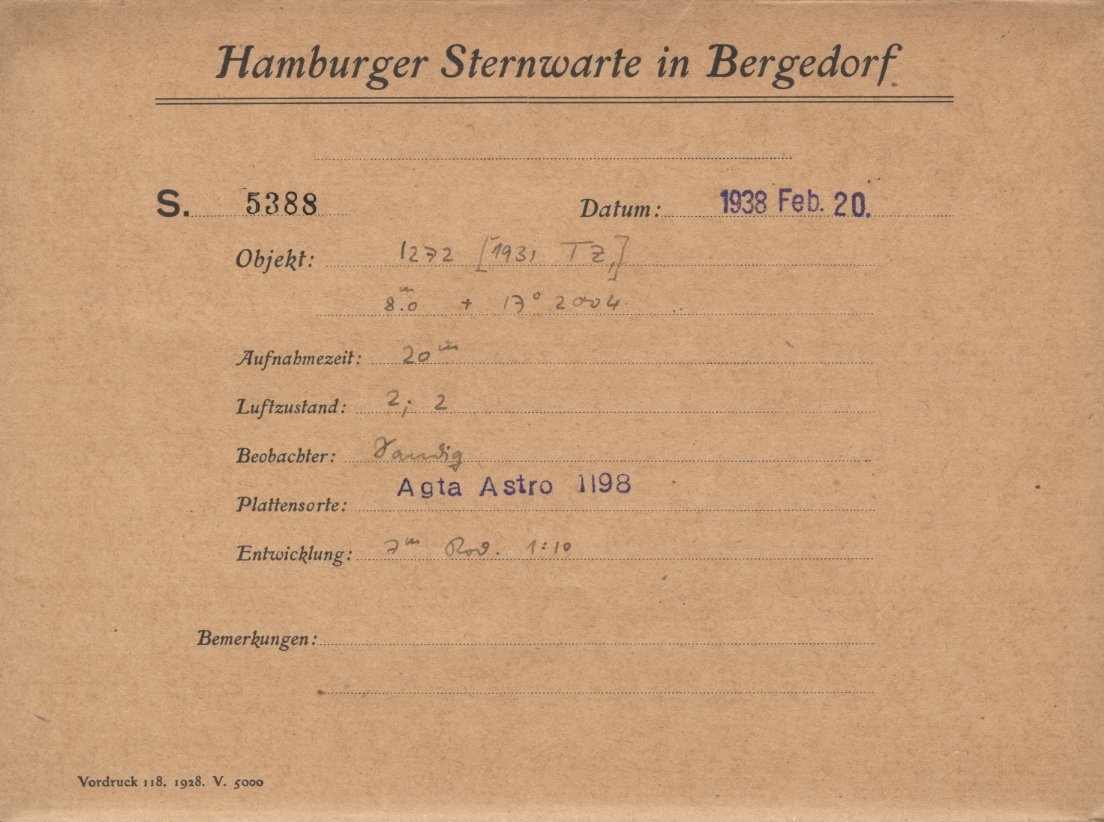 Hamburger Sternwarte in Bergedorf
S. 5388 Datum: 1938 Feb. 20.
Objekt: 1272 [1931 TZ,]
8.ᵐ0 + 17° 2004
Aufnahmezeit: 20ᵐ
Luftzustand: 2; 2
Beobachter:
Plattensorte: Agfa Astro 1198
Entwicklung: 7ᵐ Rod. 1:10
Bemerkungen:
Vordruck 118. 1928. V. 5000